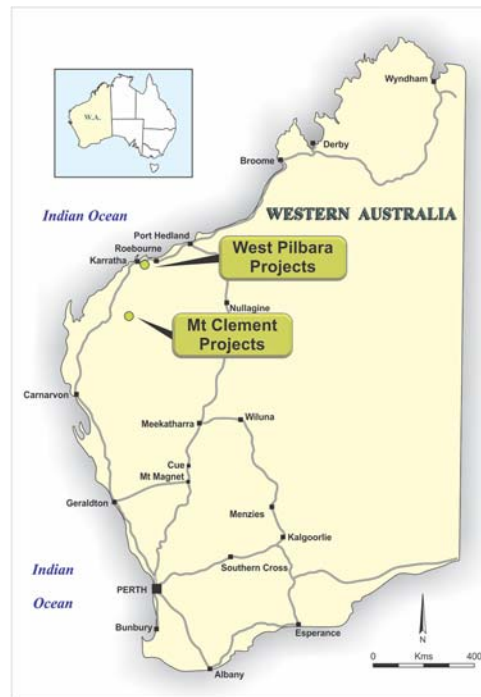 Wyndham
W.A.
Derby
Broome
Indian Ocean
WESTERN AUSTRALIA
Port Hedland
Roebourne
Karratha
West Pilbara
Projects
Nullagine
Mt Clement
Projects
Carnarvon
Meekatharra
Wiluna
Cue
Mt Magnet
Geraldton
Menzies
Kalgoorlie
Indian
Southern Cross
PERTH
Ocean
Bunbury
Esperance
N
Albany
Kms
0
400